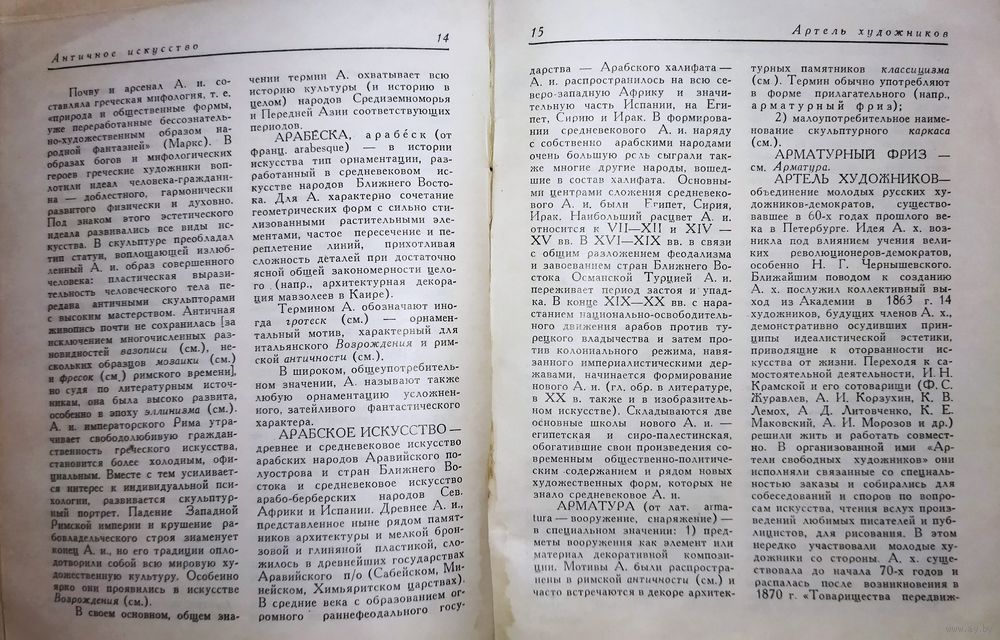 Античное искусство
14
Почву и арсенал А. и. со-
ставляла греческая мифология, т. е.
«природа и общественные формы,
уже переработанные бессознатель-
но-художественным образом на-
родной фантазией» (Маркс). В
образах богов и мифологических
героев греческие художники воп-
лотили идеал человека-граждани-
на — доблестного, гармонически
развитого физически и духовно.
Под знаком этого эстетического
идеала развивались все виды ис-
кусства. В скульптуре преобладал
тип статуи, воплощающей излюб-
ленный А. и. образ совершенного
человека: пластическая вырази-
тельность человеческого тела пе-
редана античными скульпторами
с высоким мастерством. Античная
живопись почти не сохранилась [за
исключением многочисленных раз-
новидностей вазописи (см.), не-
скольких образцов мозаики (см.)
и фресок (см.) римского времени],
но судя по литературным источ-
никам, она была высоко развита,
особенно в эпоху эллинизма (см.).
А. и. императорского Рима утра-
чивает свободолюбивую граждан-
ственность греческого искусства,
становится более холодным, офи-
циальным. Вместе с тем усиливает-
ся интерес к индивидуальной пси-
хологии, развивается скульптур-
ный портрет. Падение Западной
Римской империи и крушение ра-
бовладельческого строя знаменует
конец А. и., но его традиции опло-
дотворили собой всю мировую ху-
дожественную культуру. Особенно
ярко они проявились в искусстве
Возрождения (см.).
В своем основном, общем зна-
чении термин А. охватывает всю
историю культуры (и историю в
целом) народов Средиземноморья
и Передней Азии соответствующих
периодов.
АРАБЕ́СКА, арабе́ск (от
франц. arabesque) — в истории
искусства тип орнаментации, раз-
работанный в средневековом ис-
кусстве народов Ближнего Восто-
ка. Для А. характерно сочетание
геометрических форм с сильно сти-
лизованными растительными эле-
ментами, частое пересечение и пе-
реплетение линий, прихотливая
сложность деталей при достаточно
ясной общей закономерности цело-
го (напр., архитектурная декора-
ция мавзолеев в Каире).
Термином А. обозначают ино-
гда гротеск (см.) — орнамен-
тальный мотив, характерный для
итальянского Возрождения и рим-
ской античности (см.).
В широком, общеупотребитель-
ном значении, А. называют также
любую орнаментацию усложнен-
ного, затейливого фантастического
характера.
АРАБСКОЕ ИСКУССТВО —
древнее и средневековое искусство
арабских народов Аравийского по-
луострова и стран Ближнего Во-
стока и средневековое искусство
арабо-берберских народов Сев.
Африки и Испании. Древнее А. и.,
представленное ныне рядом памят-
ников архитектуры и мелкой брон-
зовой и глиняной пластикой, сло-
жилось в древнейших государствах
Аравийского п/о (Сабейском, Ми-
нейском, Химьяритском царствах).
В средние века с образованием ог-
ромного раннефеодального госу-
15
Артель художников
дарства — Арабского халифата —
А. и. распространилось на всю се-
веро-западную Африку и значи-
тельную часть Испании, на Еги-
пет, Сирию и Ирак. В формирова-
нии средневекового А. и. наряду
с собственно арабскими народами
очень большую роль сыграли так-
же многие другие народы, вошед-
шие в состав халифата. Основны-
ми центрами сложения средневеко-
вого А. и. были Египет, Сирия,
Ирак. Наибольший расцвет А. и.
относится к VII—XII и XIV —
XV вв. В XVI—XIX вв. в связи
с общим разложением феодализма
и завоеванием стран Ближнего Во-
стока Османской Турцией А. и.
переживает период застоя и упад-
ка. В конце XIX—XX вв. с нара-
станием национально-освободитель-
ного движения арабов против ту-
рецкого владычества и затем про-
тив колониального режима, навя-
занного империалистическими дер-
жавами, начинается формирование
нового А. и. (гл. обр. в литературе,
в XX в. также и в изобразитель-
ном искусстве). Складываются две
основные школы нового А. и. —
египетская и сиро-палестинская,
обогатившие свои произведения со-
временным общественно-политиче-
ским содержанием и рядом новых
художественных форм, которых не
знало средневековое А. и.
АРМАТУРА (от лат. arma-
tura — вооружение, снаряжение) —
в специальном значении: 1) пред-
меты вооружения как элемент или
материал декоративной компози-
ции. Мотивы А. были распростра-
нены в римской античности (см.) и
часто встречаются в декоре архитек-
турных памятников классицизма
(см.). Термин обычно употребляют
в форме прилагательного (напр.,
арматурный фриз);
2) малоупотребительное наиме-
нование скульптурного каркаса
(см.).
АРМАТУРНЫЙ ФРИЗ —
см. Арматура.
АРТЕЛЬ ХУДОЖНИКОВ—
объединение молодых русских ху-
дожников-демократов, существо-
вавшее в 60-х годах прошлого ве-
ка в Петербурге. Идея А. х. воз-
никла под влиянием учения вели-
ких революционеров-демократов,
особенно Н. Г. Чернышевского.
Ближайшим поводом к созданию
А. х. послужил коллективный вы-
ход из Академии в 1863 г. 14
художников, будущих членов А. х.,
демонстративно осудивших прин-
ципы идеалистической эстетики,
приводящие к оторванности ис-
кусства от жизни. Переходя к са-
мостоятельной деятельности, И. Н.
Крамской и его сотоварищи (Ф. С.
Журавлев, А. И. Корзухин, К. В.
Лемох, А. Д. Литовченко, К. Е.
Маковский, А. И. Морозов и др.)
решили жить и работать совмест-
но. В организованной ими «Ар-
тели свободных художников» они
исполняли связанные со специаль-
ностью заказы и собирались для
собеседований и споров по вопро-
сам искусства, чтения вслух произ-
ведений любимых писателей и пуб-
лицистов, для рисования. В этом
нередко участвовали молодые ху-
дожники со стороны. А. х. суще-
ствовала до начала 70-х годов и
распалась после возникновения в
1870 г. «Товарищества передвиж-
www.ay.by